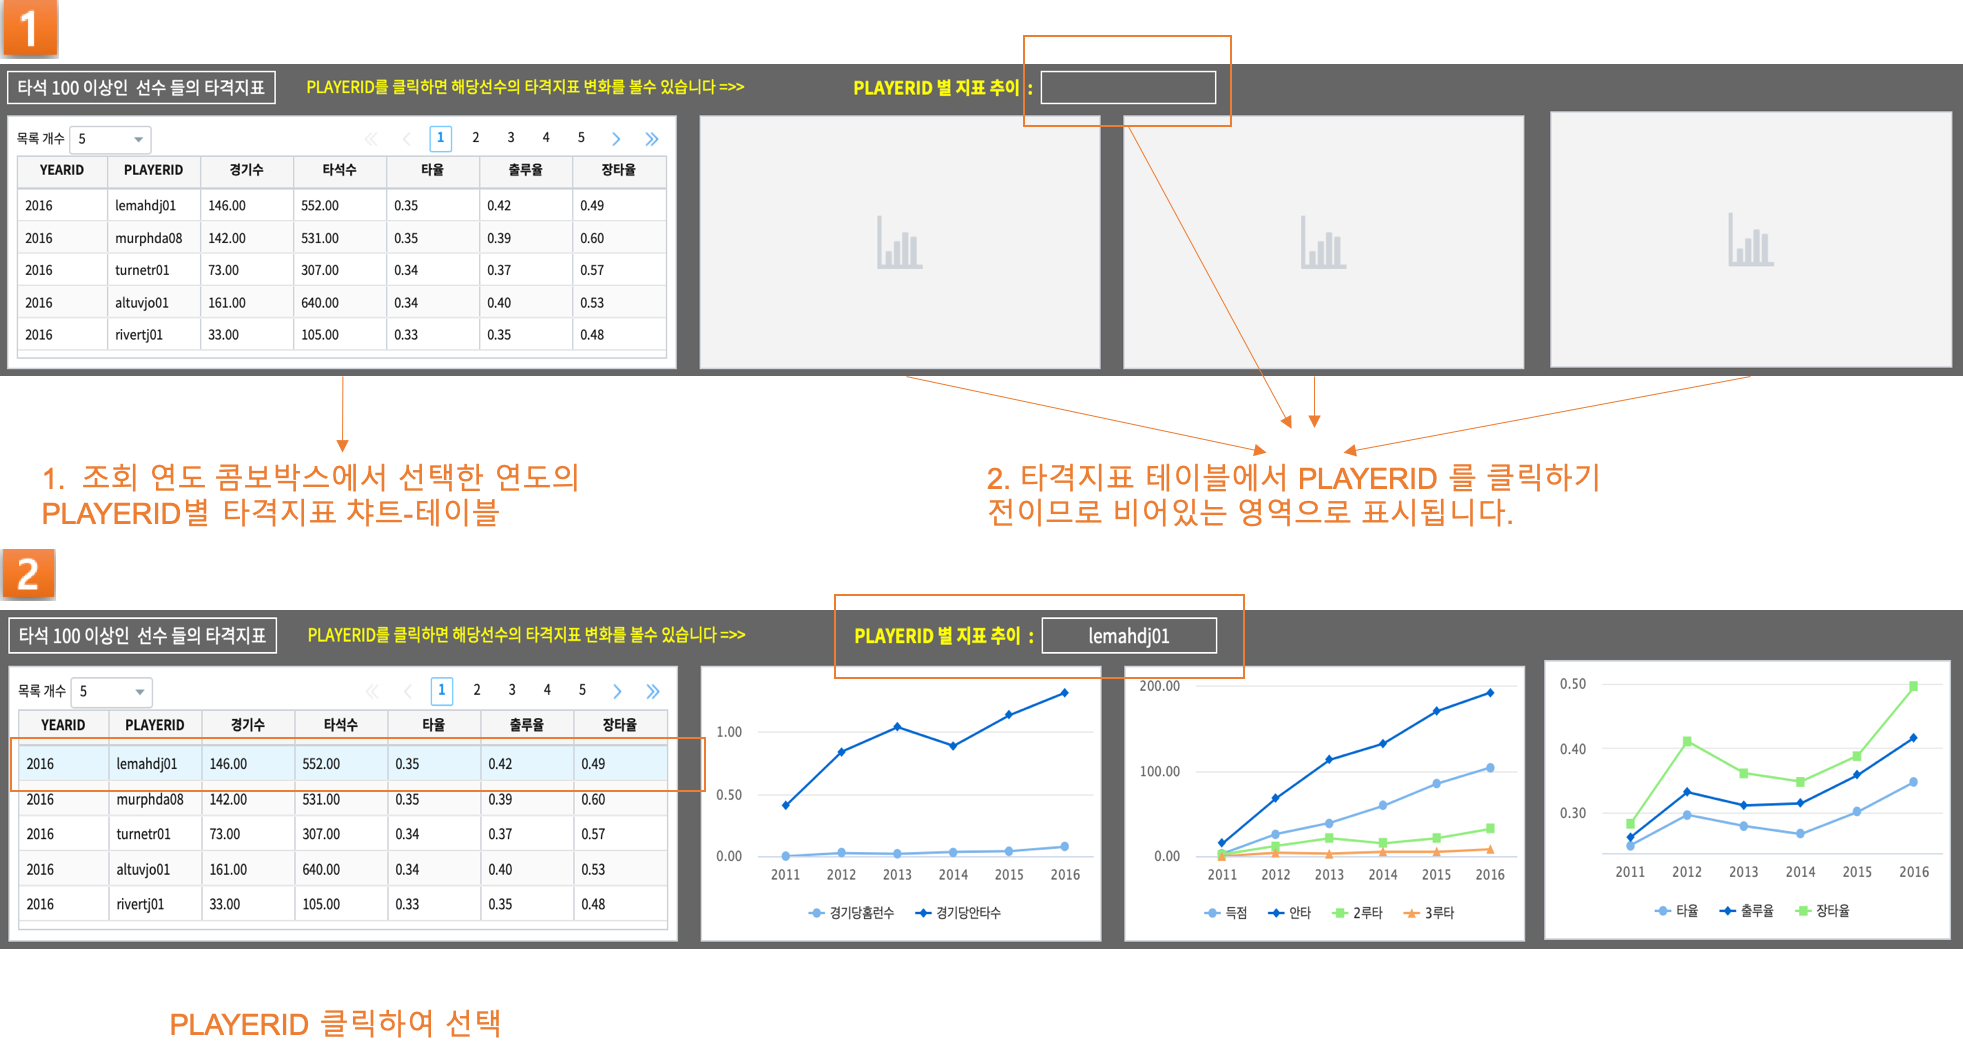 1
타석 100 이상인 선수 들의 타격지표
PLAYERID를 클릭하면 해당선수의 타격지표 변화를 볼수 있습니다 =>>
PLAYERID 별 지표 추이 :
목록 개수 5
1 2 3 4 5
YEARID PLAYERID 경기수 타석수 타율 출루율 장타율
2016 lemahdj01 146.00 552.00 0.35 0.42 0.49
2016 murphda08 142.00 531.00 0.35 0.39 0.60
2016 turnetr01 73.00 307.00 0.34 0.37 0.57
2016 altuvjo01 161.00 640.00 0.34 0.40 0.53
2016 rivertj01 33.00 105.00 0.33 0.35 0.48
1. 조회 연도 콤보박스에서 선택한 연도의
PLAYERID별 타격지표 챠트-테이블
2. 타격지표 테이블에서 PLAYERID 를 클릭하기
전이므로 비어있는 영역으로 표시됩니다.
2
타석 100 이상인 선수 들의 타격지표
PLAYERID를 클릭하면 해당선수의 타격지표 변화를 볼수 있습니다 =>>
PLAYERID 별 지표 추이 : lemahdj01
목록 개수 5
1 2 3 4 5
YEARID PLAYERID 경기수 타석수 타율 출루율 장타율
2016 lemahdj01 146.00 552.00 0.35 0.42 0.49
2016 murphda08 142.00 531.00 0.35 0.39 0.60
2016 turnetr01 73.00 307.00 0.34 0.37 0.57
2016 altuvjo01 161.00 640.00 0.34 0.40 0.53
2016 rivertj01 33.00 105.00 0.33 0.35 0.48
1.00
0.50
0.00
2011 2012 2013 2014 2015 2016
경기당홈런수 경기당안타수
200.00
100.00
0.00
2011 2012 2013 2014 2015 2016
득점 안타 2루타 3루타
0.50
0.40
0.30
2011 2012 2013 2014 2015 2016
타율 출루율 장타율
PLAYERID 클릭하여 선택